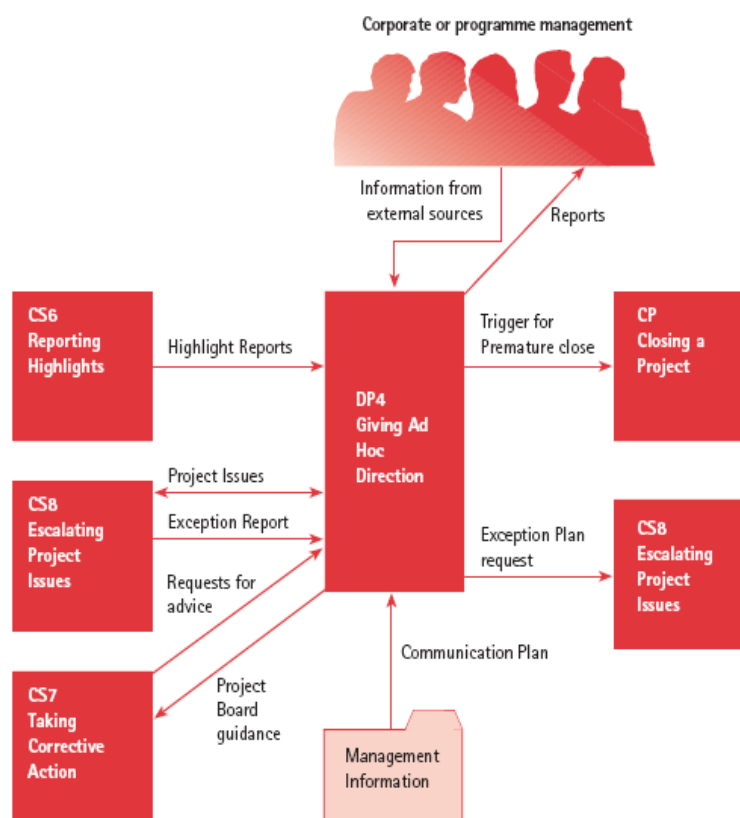 Corporate or programme management
Information from
external sources
Reports
CS6
Reporting
Highlights
Highlight Reports
DP4
Giving Ad
Hoc
Direction
Trigger for
Premature close
CP
Closing a
Project
CS8
Escalating
Project
Issues
Project Issues
Exception Report
Requests for
advice
Exception Plan
request
CS8
Escalating
Project
Issues
CS7
Taking
Corrective
Action
Project
Board
guidance
Communication Plan
Management
Information